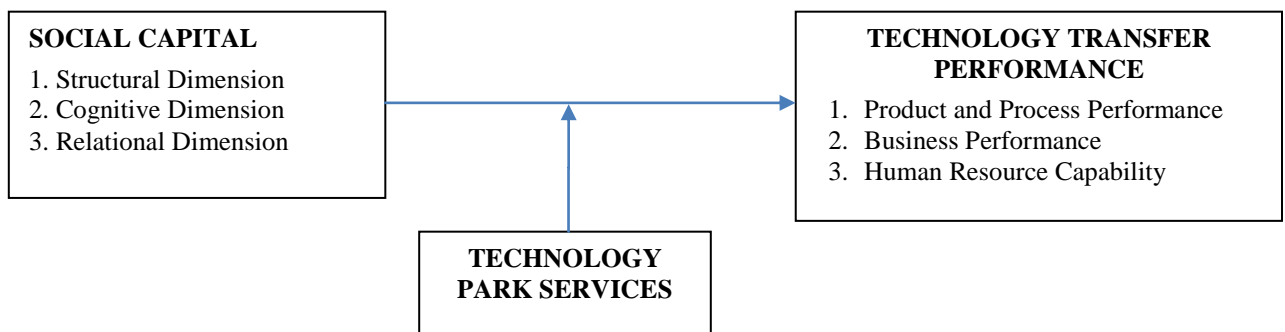 SOCIAL CAPITAL
1. Structural Dimension
2. Cognitive Dimension
3. Relational Dimension
TECHNOLOGY TRANSFER
PERFORMANCE
1. Product and Process Performance
2. Business Performance
3. Human Resource Capability
TECHNOLOGY
PARK SERVICES